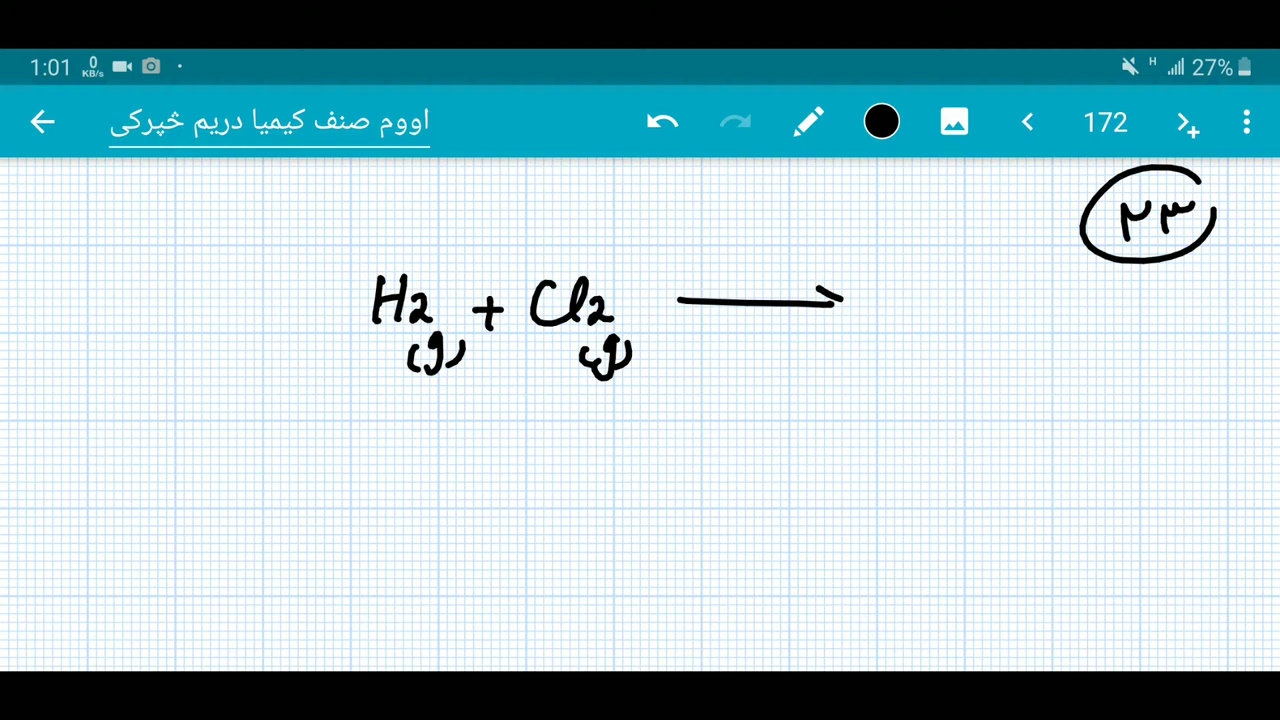 1:01 0 KB/s H 27%
اووم صنف کیمیا دریم څپرکی 172
۲۳
H2(g) + Cl2(g) ⟶